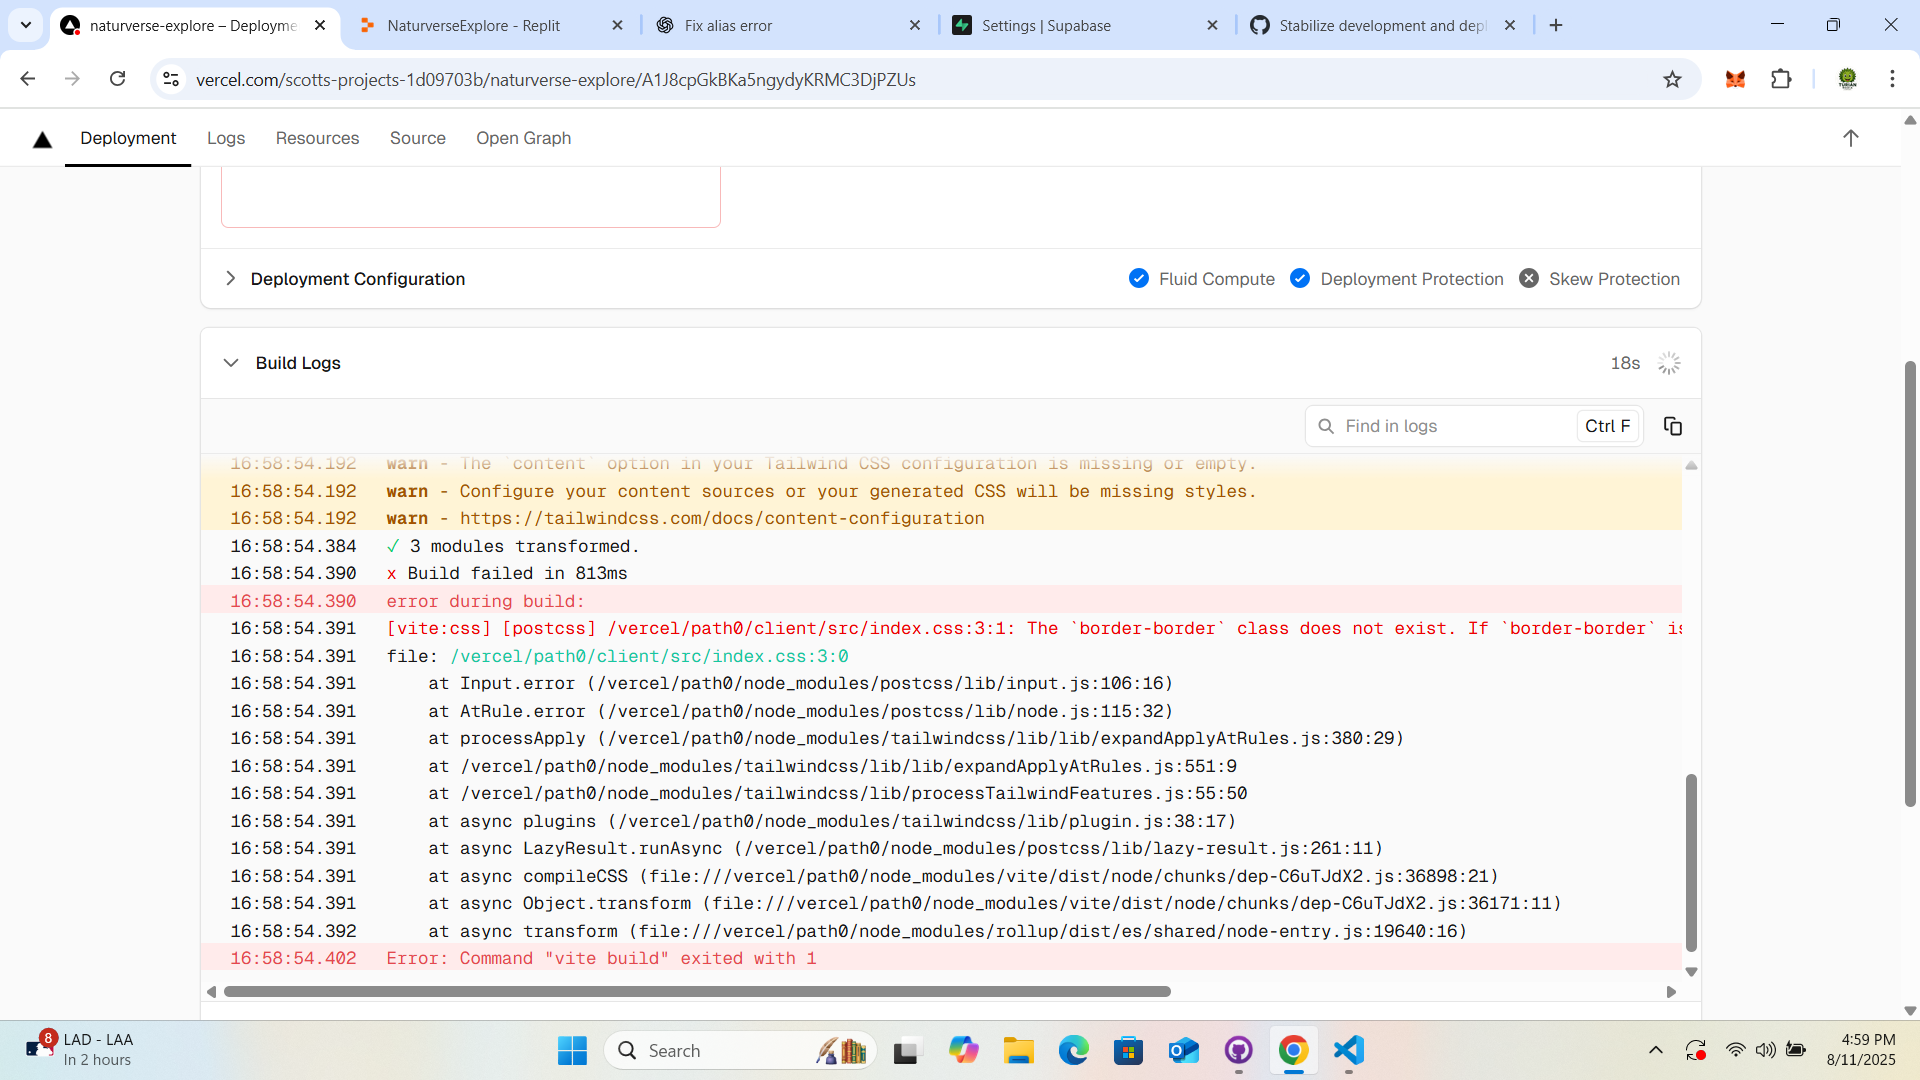 naturverse-explore – Deployme
NaturverseExplore - Replit
Fix alias error
Settings | Supabase
Stabilize development and depl
vercel.com/scotts-projects-1d09703b/naturverse-explore/A1J8cpGkBKa5ngydyKRMC3DjPZUs
Deployment
Logs
Resources
Source
Open Graph
Deployment Configuration
Fluid Compute
Deployment Protection
Skew Protection
Build Logs
18s
Find in logs
Ctrl F
16:58:54.192 warn - The `content` option in your Tailwind CSS configuration is missing or empty.
16:58:54.192 warn - Configure your content sources or your generated CSS will be missing styles.
16:58:54.192 warn - https://tailwindcss.com/docs/content-configuration
16:58:54.384 ✓ 3 modules transformed.
16:58:54.390 x Build failed in 813ms
16:58:54.390 error during build:
16:58:54.391 [vite:css] [postcss] /vercel/path0/client/src/index.css:3:1: The `border-border` class does not exist. If `border-border` is
16:58:54.391 file: /vercel/path0/client/src/index.css:3:0
16:58:54.391 at Input.error (/vercel/path0/node_modules/postcss/lib/input.js:106:16)
16:58:54.391 at AtRule.error (/vercel/path0/node_modules/postcss/lib/node.js:115:32)
16:58:54.391 at processApply (/vercel/path0/node_modules/tailwindcss/lib/lib/expandApplyAtRules.js:380:29)
16:58:54.391 at /vercel/path0/node_modules/tailwindcss/lib/lib/expandApplyAtRules.js:551:9
16:58:54.391 at /vercel/path0/node_modules/tailwindcss/lib/processTailwindFeatures.js:55:50
16:58:54.391 at async plugins (/vercel/path0/node_modules/tailwindcss/lib/plugin.js:38:17)
16:58:54.391 at async LazyResult.runAsync (/vercel/path0/node_modules/postcss/lib/lazy-result.js:261:11)
16:58:54.391 at async compileCSS (file:///vercel/path0/node_modules/vite/dist/node/chunks/dep-C6uTJdX2.js:36898:21)
16:58:54.391 at async Object.transform (file:///vercel/path0/node_modules/vite/dist/node/chunks/dep-C6uTJdX2.js:36171:11)
16:58:54.392 at async transform (file:///vercel/path0/node_modules/rollup/dist/es/shared/node-entry.js:19640:16)
16:58:54.402 Error: Command "vite build" exited with 1
8
LAD - LAA
In 2 hours
Search
4:59 PM
8/11/2025